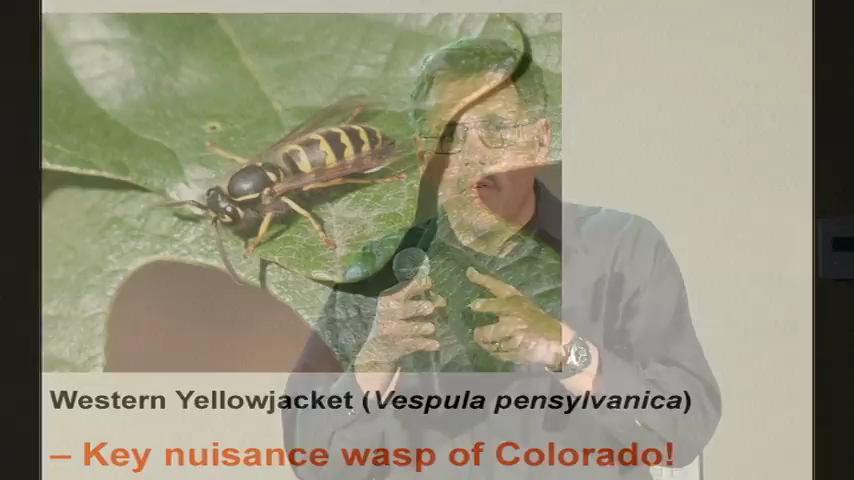 Western Yellowjacket (Vespula pensylvanica)
– Key nuisance wasp of Colorado!